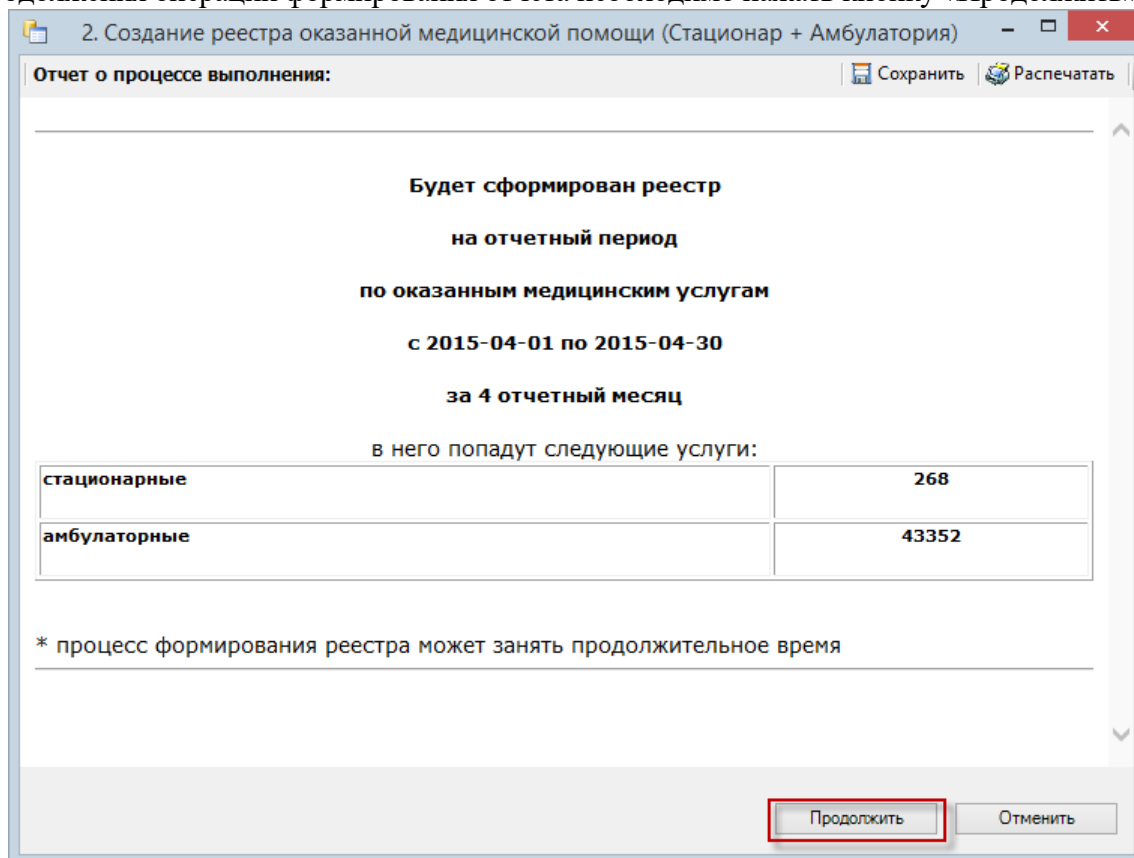 2. Создание реестра оказанной медицинской помощи (Стационар + Амбулатория)
Отчет о процессе выполнения: Сохранить Распечатать
Будет сформирован реестр
на отчетный период
по оказанным медицинским услугам
с 2015-04-01 по 2015-04-30
за 4 отчетный месяц
в него попадут следующие услуги:
стационарные 268
амбулаторные 43352
* процесс формирования реестра может занять продолжительное время
Продолжить Отменить